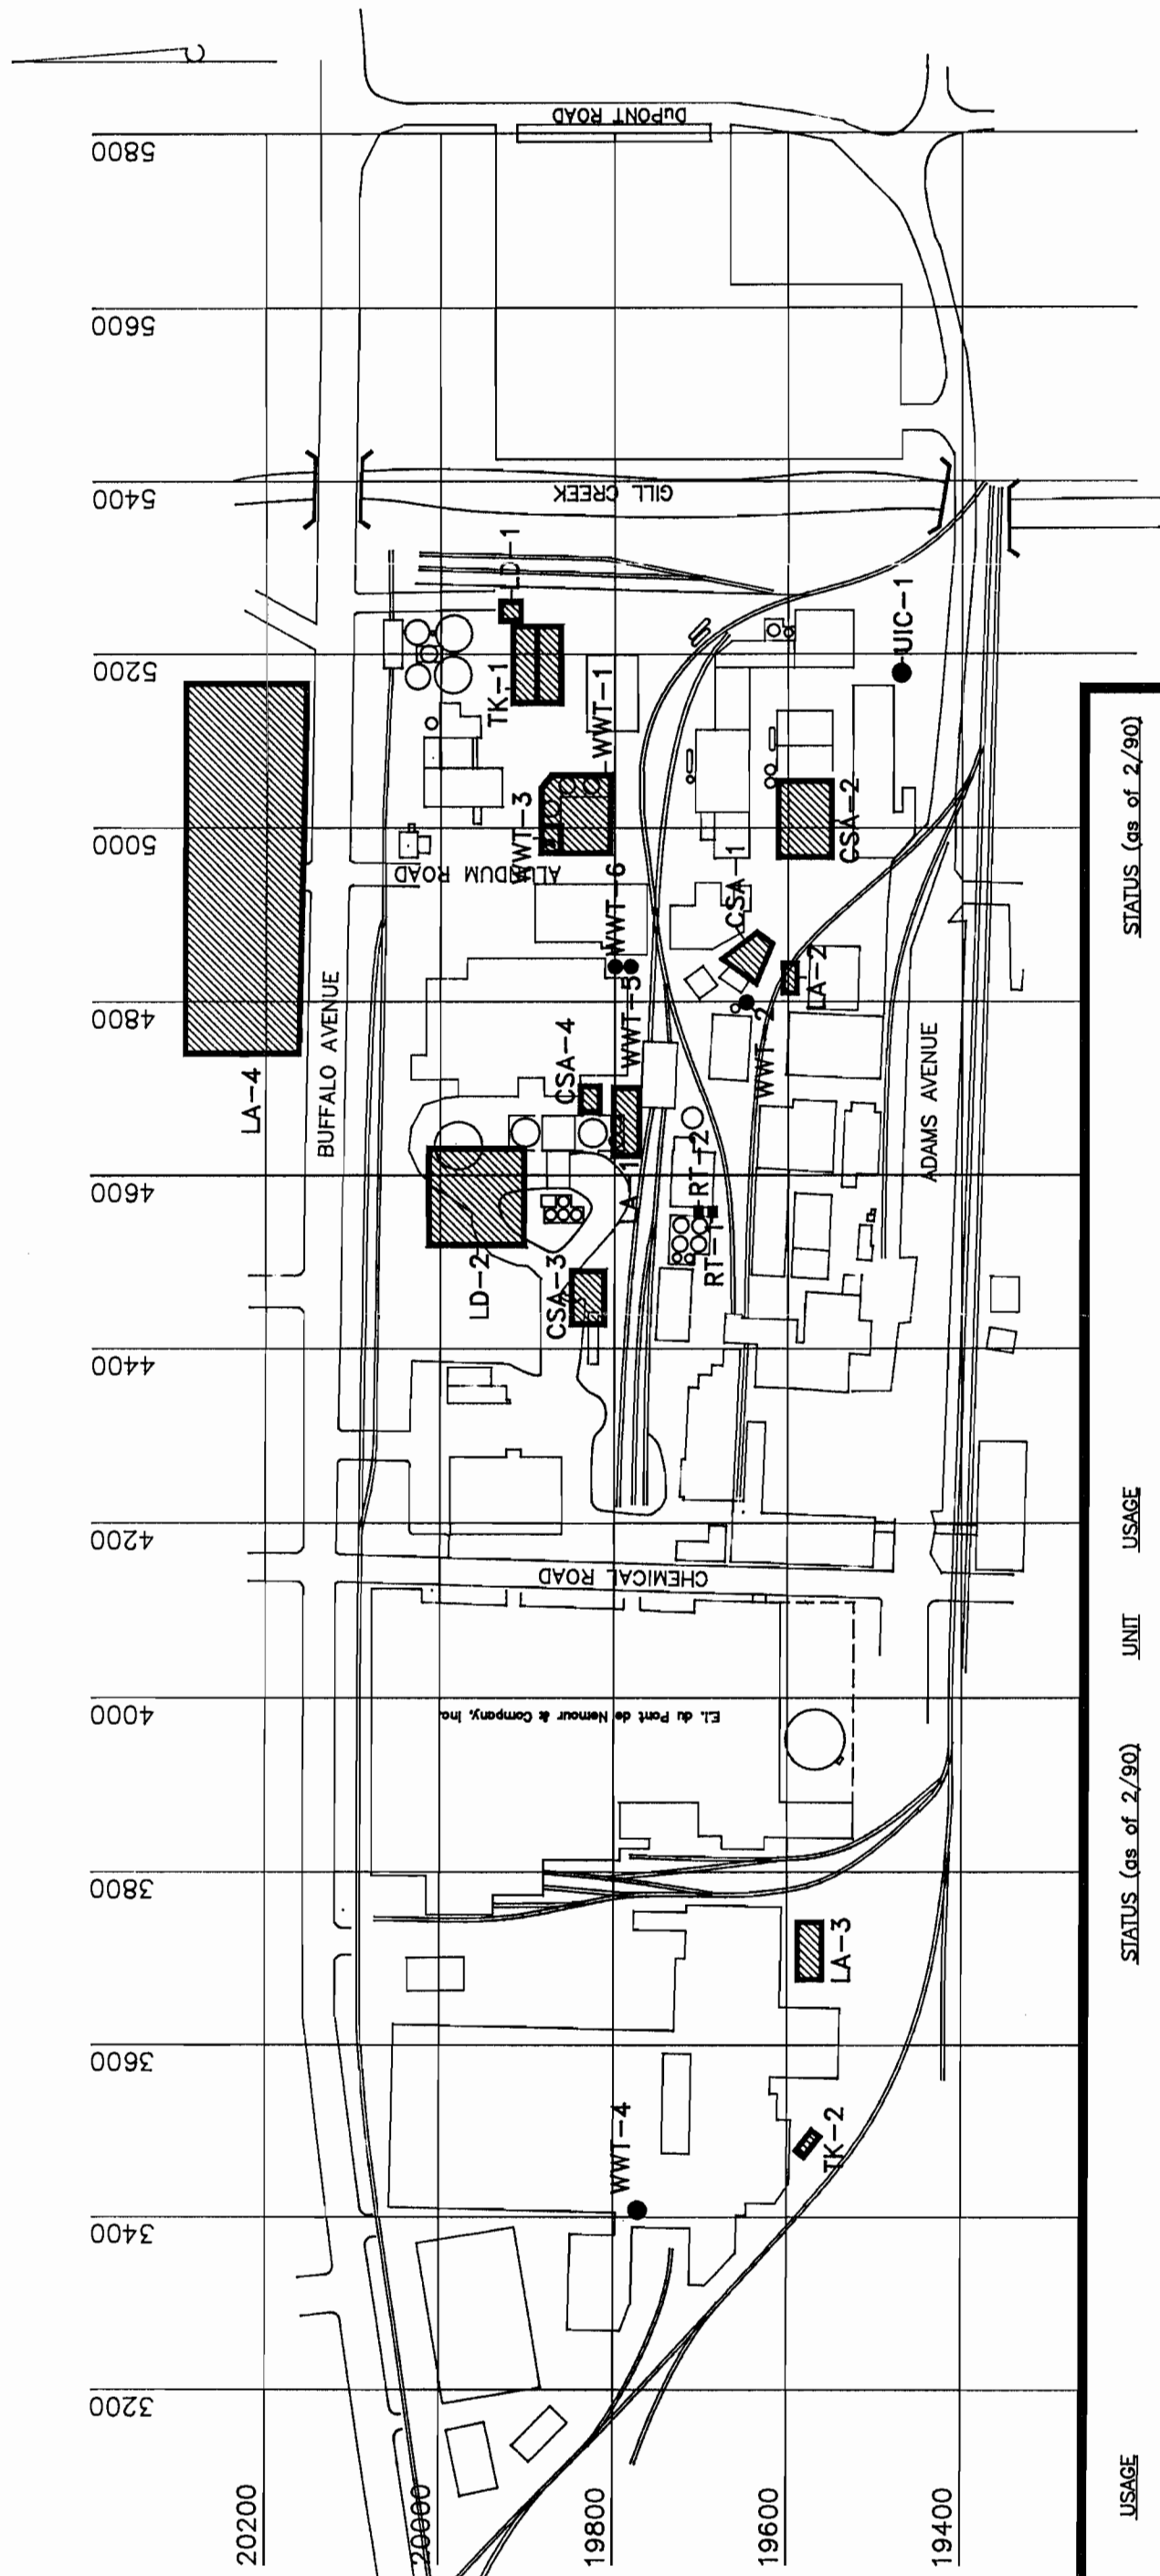 DuPONT ROAD
5800
5600
5400
GILL CREEK
LD-1
5200
UIC-1
TK-1
WWT-1
STATUS (as of 2/90)
WWT-3
5000
CSA-2
ALUNDUM ROAD
WWT-6
CSA-1
LA-2
4800
WWT-5
WWT-2
CSA-4
BUFFALO AVENUE
ADAMS AVENUE
LA-4
4600
LA-1
RT-2
RT-1
LD-2
CSA-3
4400
USAGE
4200
CHEMICAL ROAD
UNIT
4000
E.I. du Pont de Nemour & Company, Inc.
STATUS (as of 2/90)
3800
LA-3
3600
WWT-4
TK-2
3400
3200
USAGE
20200
20000
19800
19600
19400